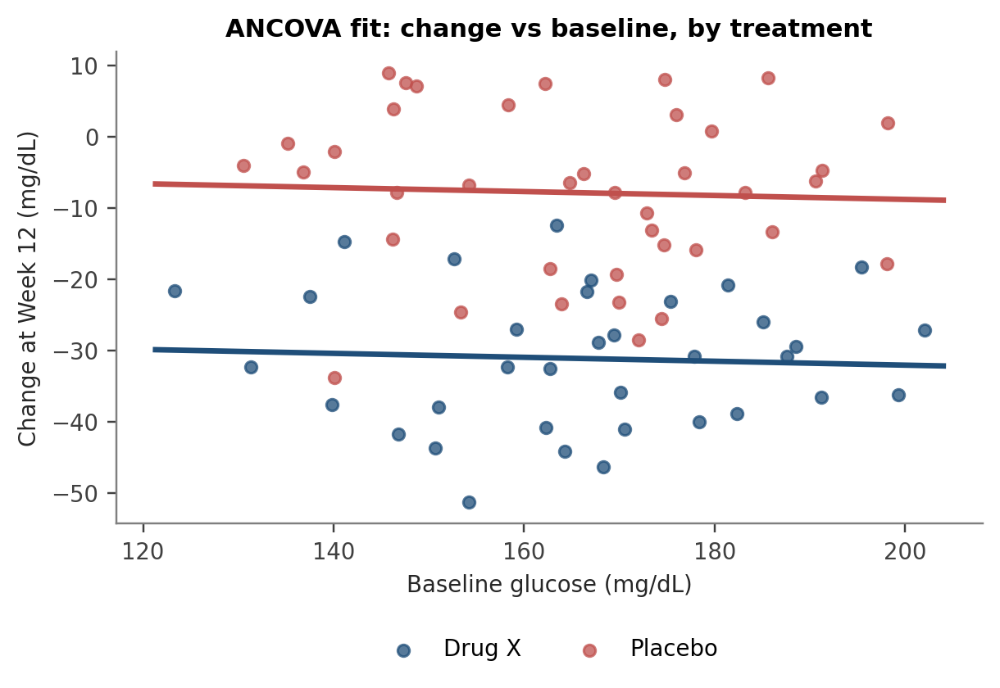 ANCOVA fit: change vs baseline, by treatment
Change at Week 12 (mg/dL)
10
0
−10
−20
−30
−40
−50
120 140 160 180 200
Baseline glucose (mg/dL)
Drug X Placebo